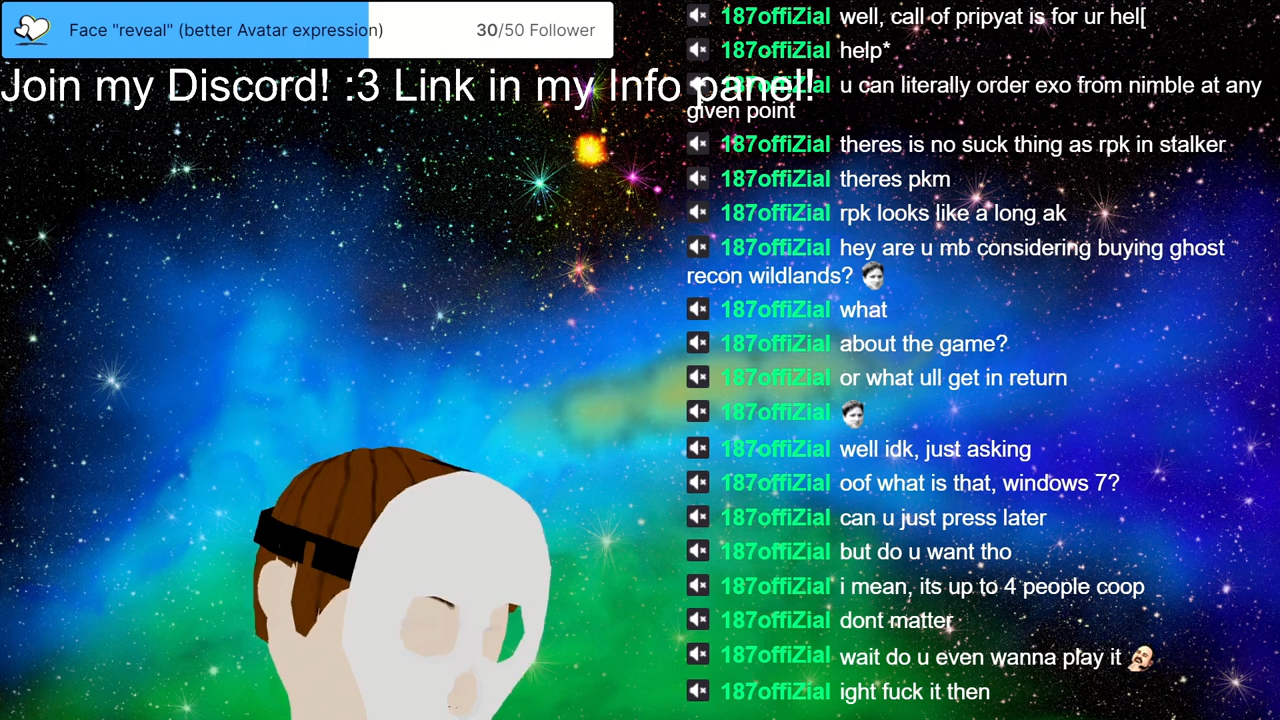 Face "reveal" (better Avatar expression) 30/50 Follower
Join my Discord! :3 Link in my Info panel!
187offiZial well, call of pripyat is for ur hel[
187offiZial help*
187offiZial u can literally order exo from nimble at any
given point
187offiZial theres is no suck thing as rpk in stalker
187offiZial theres pkm
187offiZial rpk looks like a long ak
187offiZial hey are u mb considering buying ghost
recon wildlands?
187offiZial what
187offiZial about the game?
187offiZial or what ull get in return
187offiZial
187offiZial well idk, just asking
187offiZial oof what is that, windows 7?
187offiZial can u just press later
187offiZial but do u want tho
187offiZial i mean, its up to 4 people coop
187offiZial dont matter
187offiZial wait do u even wanna play it
187offiZial ight fuck it then